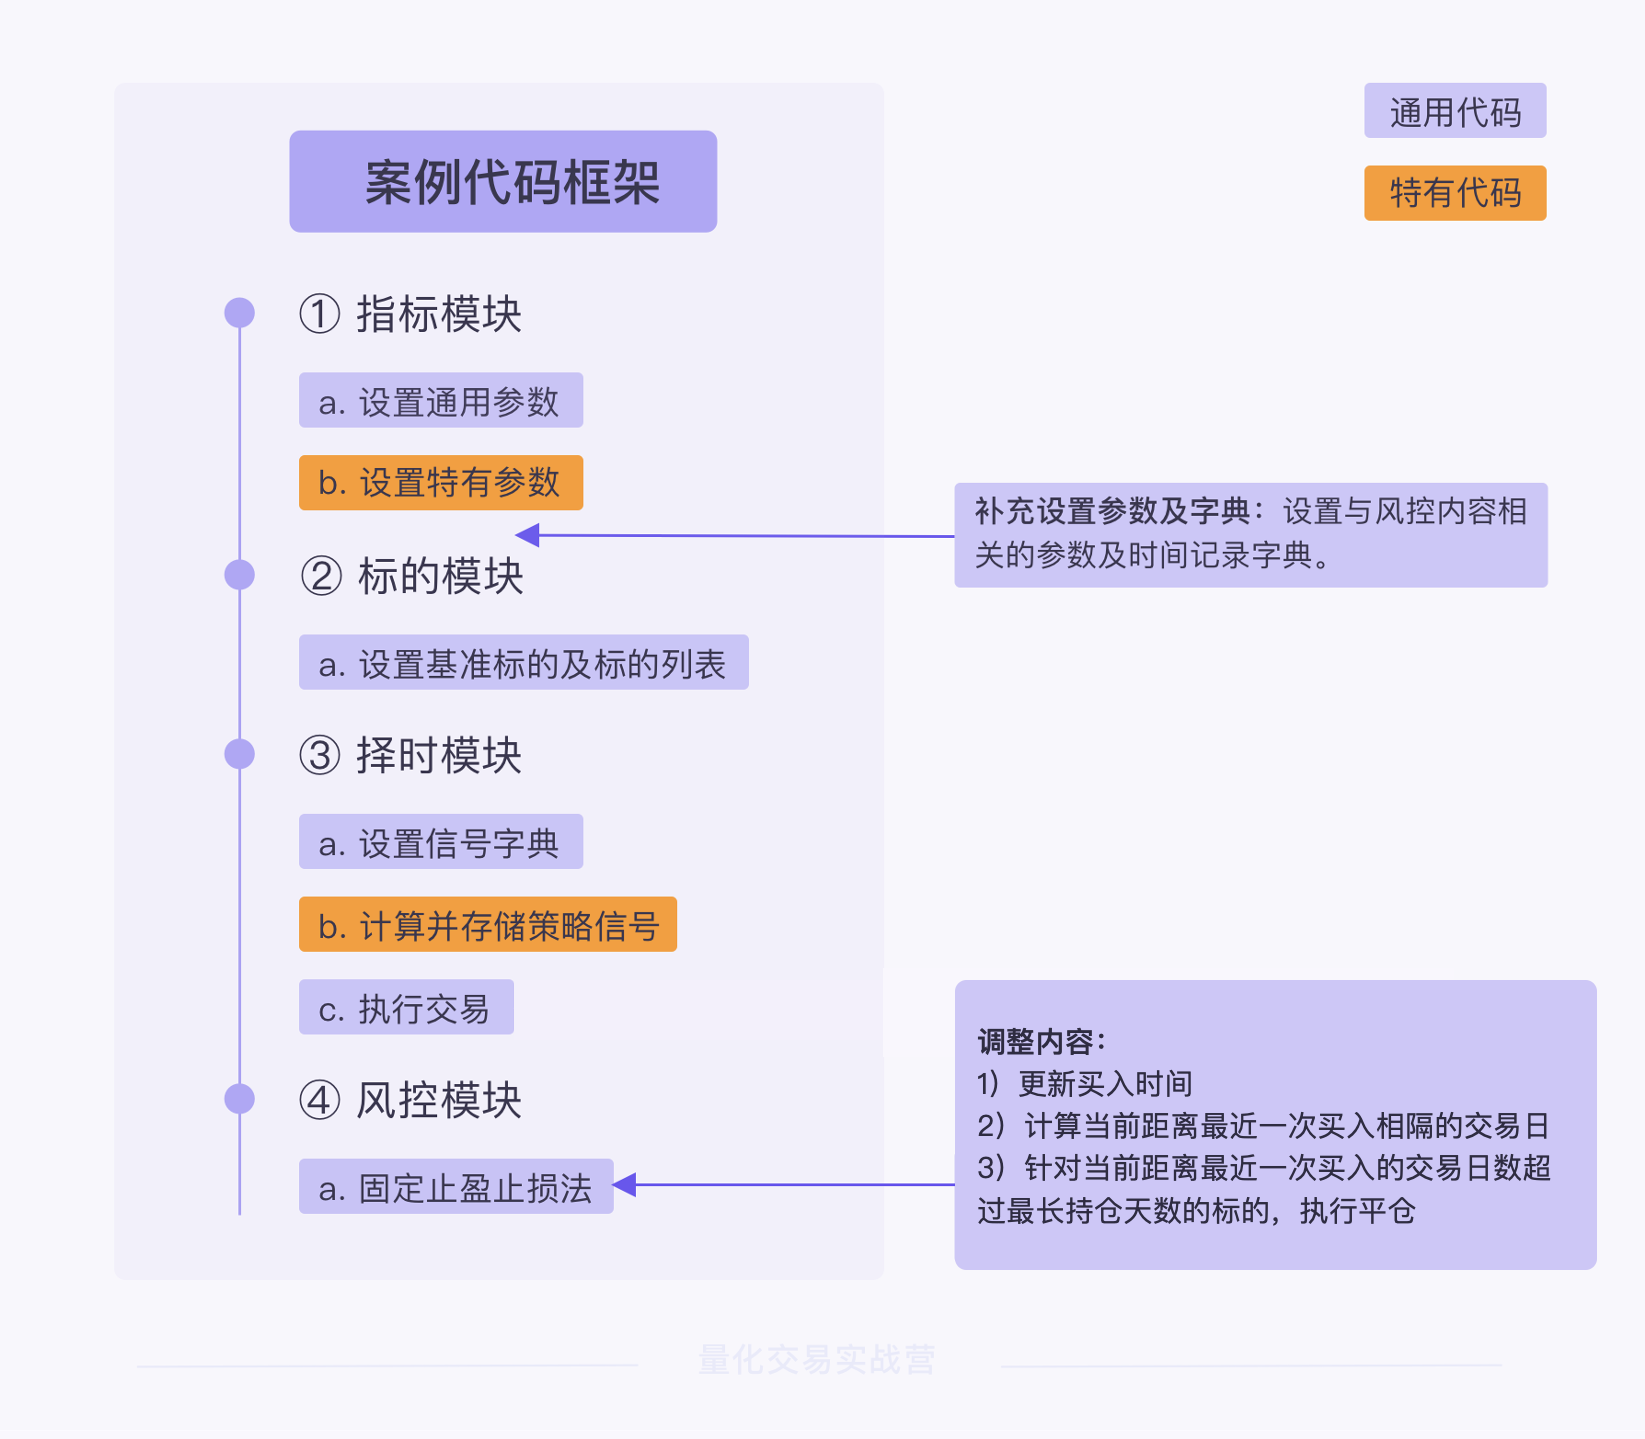 通用代码
特有代码
案例代码框架
① 指标模块
a. 设置通用参数
b. 设置特有参数
补充设置参数及字典：设置与风控内容相
关的参数及时间记录字典。
② 标的模块
a. 设置基准标的及标的列表
③ 择时模块
a. 设置信号字典
b. 计算并存储策略信号
c. 执行交易
④ 风控模块
a. 固定止盈止损法
调整内容：
1）更新买入时间
2）计算当前距离最近一次买入相隔的交易日
3）针对当前距离最近一次买入的交易日数超
过最长持仓天数的标的，执行平仓
量化交易实战营